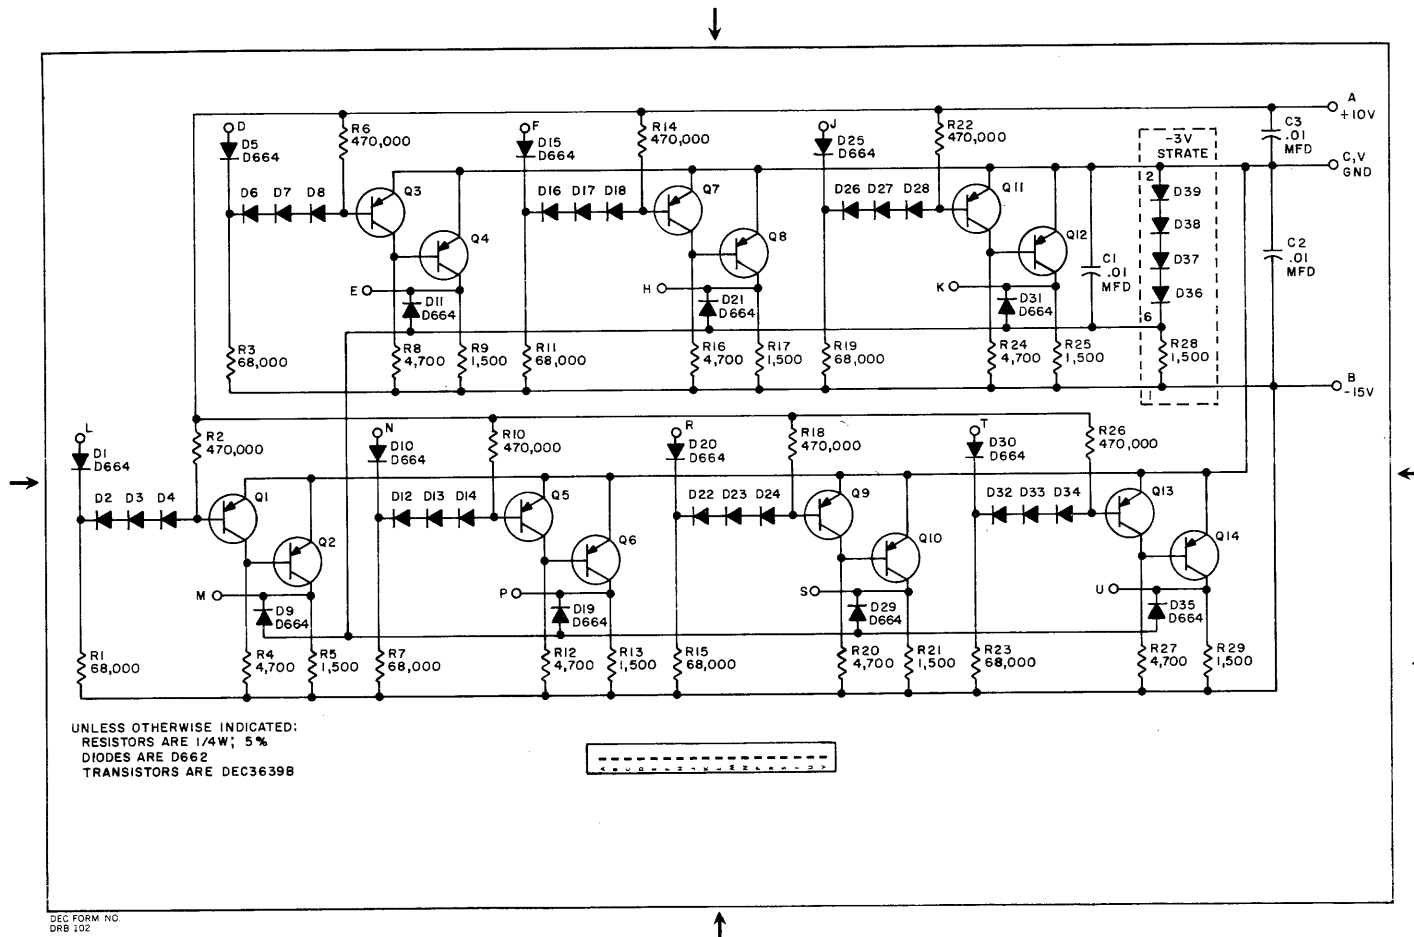 A
+10V
D
R6
470,000
F
R14
470,000
J
R22
470,000
C3
.01
MFD
-3V
STRATE
D5
D664
D15
D664
D25
D664
C,V
GND
2
D6 D7 D8
Q3
D16 D17 D18
Q7
D26 D27 D28
Q11
D39
Q4
Q8
Q12
D38
C2
.01
MFD
C1
.01
MFD
D37
E
D11
D664
H
D21
D664
K
D31
D664
D36
6
R3
68,000
R8
4,700
R9
1,500
R11
68,000
R16
4,700
R17
1,500
R19
68,000
R24
4,700
R25
1,500
R28
1,500
B
-15V
1
L
R2
470,000
N
R10
470,000
R
R18
470,000
T
R26
470,000
D1
D664
D10
D664
D20
D664
D30
D664
D2 D3 D4
Q1
D12 D13 D14
Q5
D22 D23 D24
Q9
D32 D33 D34
Q13
Q2
Q6
Q10
Q14
M
D9
D664
P
D19
D664
S
D29
D664
U
D35
D664
R1
68,000
R4
4,700
R5
1,500
R7
68,000
R12
4,700
R13
1,500
R15
68,000
R20
4,700
R21
1,500
R23
68,000
R27
4,700
R29
1,500
UNLESS OTHERWISE INDICATED:
RESISTORS ARE 1/4W; 5%
DIODES ARE D662
TRANSISTORS ARE DEC3639B
DEC FORM NO.
DRB 102